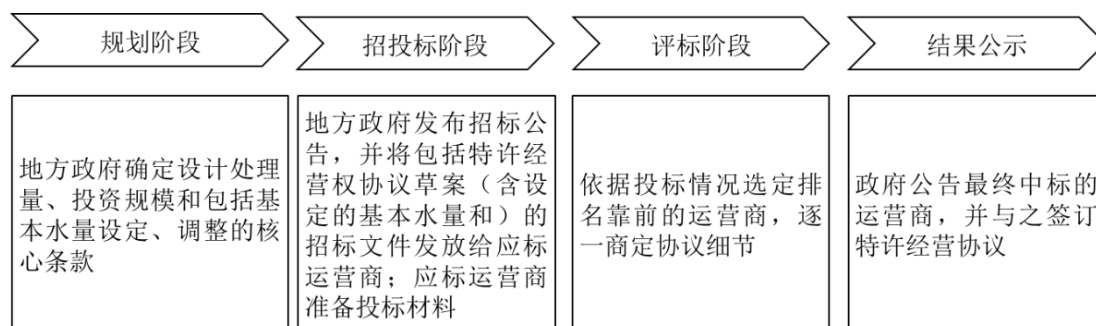 规划阶段
招投标阶段
评标阶段
结果公示
地方政府确定设计处理
量、投资规模和包括基
本水量设定、调整的核
心条款
地方政府发布招标公
告，并将包括特许经
营权协议草案（含设
定的基本水量和）的
招标文件发放给应标
运营商；应标运营商
准备投标材料
依据投标情况选定排
名靠前的运营商，逐
一商定协议细节
政府公告最终中标的
运营商，并与之签订
特许经营协议